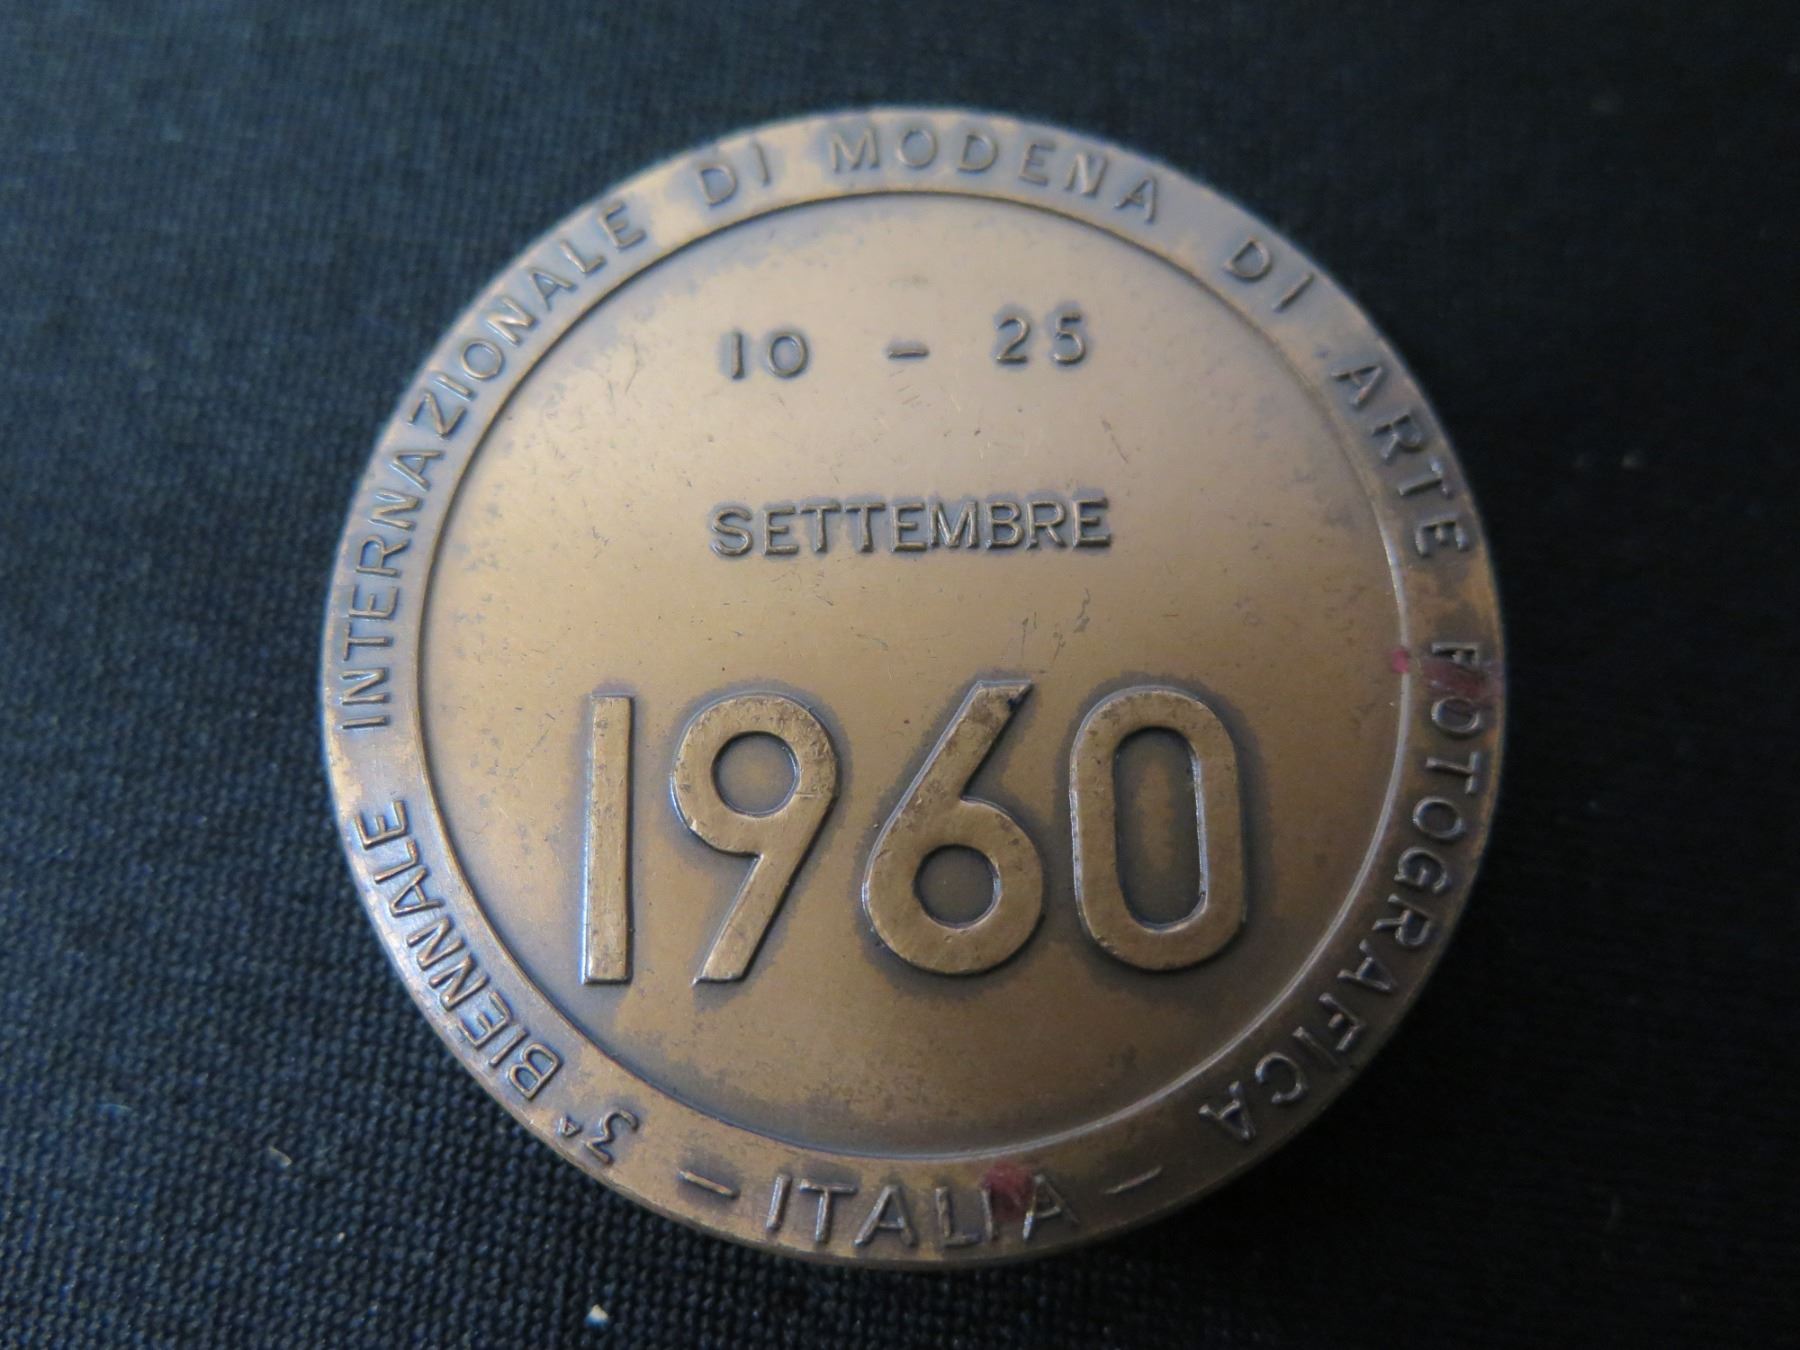 3ᴬ BIENNALE INTERNAZIONALE DI MODENA DI ARTE FOTOGRAFICA
— ITALIA —
10 - 25
SETTEMBRE
1960